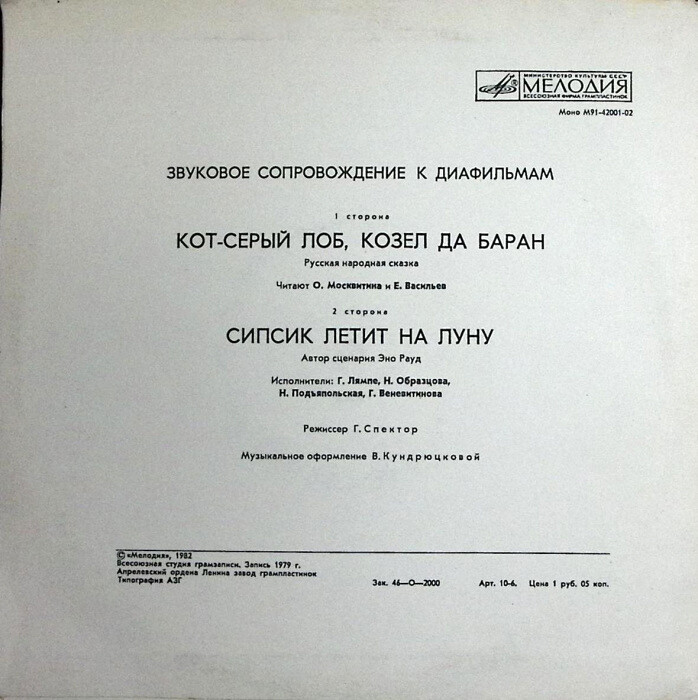 МИНИСТЕРСТВО КУЛЬТУРЫ СССР
МЕЛОДИЯ
ВСЕСОЮЗНАЯ ФИРМА ГРАМПЛАСТИНОК
Моно М91-42001-02
ЗВУКОВОЕ СОПРОВОЖДЕНИЕ К ДИАФИЛЬМАМ
1 сторона
КОТ-СЕРЫЙ ЛОБ, КОЗЕЛ ДА БАРАН
Русская народная сказка
Читают О. Москвитина и Е. Васильев
2 сторона
СИПСИК ЛЕТИТ НА ЛУНУ
Автор сценария Эно Рауд
Исполнители: Г. Лямпе, Н. Образцова,
Н. Подъяпольская, Г. Веневитинова
Режиссер Г. Спектор
Музыкальное оформление В. Кундрюцковой
© «Мелодия», 1982
Всесоюзная студия грамзаписи. Запись 1979 г.
Апрелевский ордена Ленина завод грампластинок
Типография АЗГ
Зак. 46—О—2000 Арт. 10-6. Цена 1 руб. 05 коп.